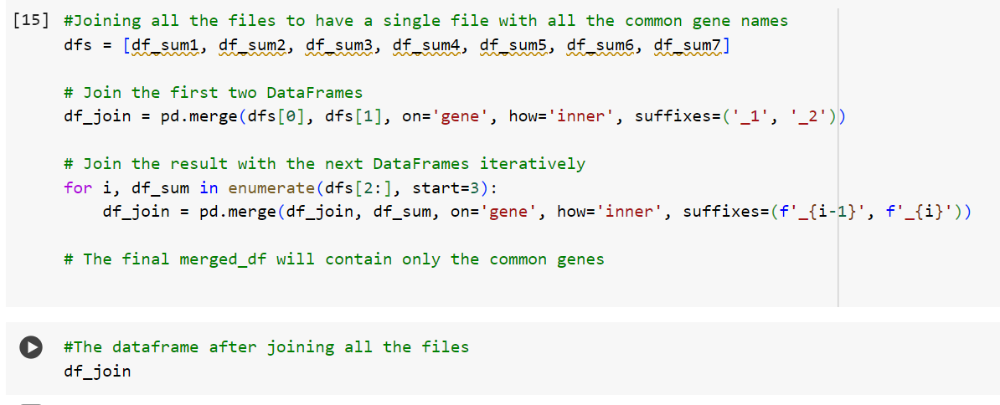 [15] #Joining all the files to have a single file with all the common gene names
dfs = [df_sum1, df_sum2, df_sum3, df_sum4, df_sum5, df_sum6, df_sum7]
# Join the first two DataFrames
df_join = pd.merge(dfs[0], dfs[1], on='gene', how='inner', suffixes=('_1', '_2'))
# Join the result with the next DataFrames iteratively
for i, df_sum in enumerate(dfs[2:], start=3):
    df_join = pd.merge(df_join, df_sum, on='gene', how='inner', suffixes=(f'_{i-1}', f'_{i}'))
# The final merged_df will contain only the common genes
#The dataframe after joining all the files
df_join